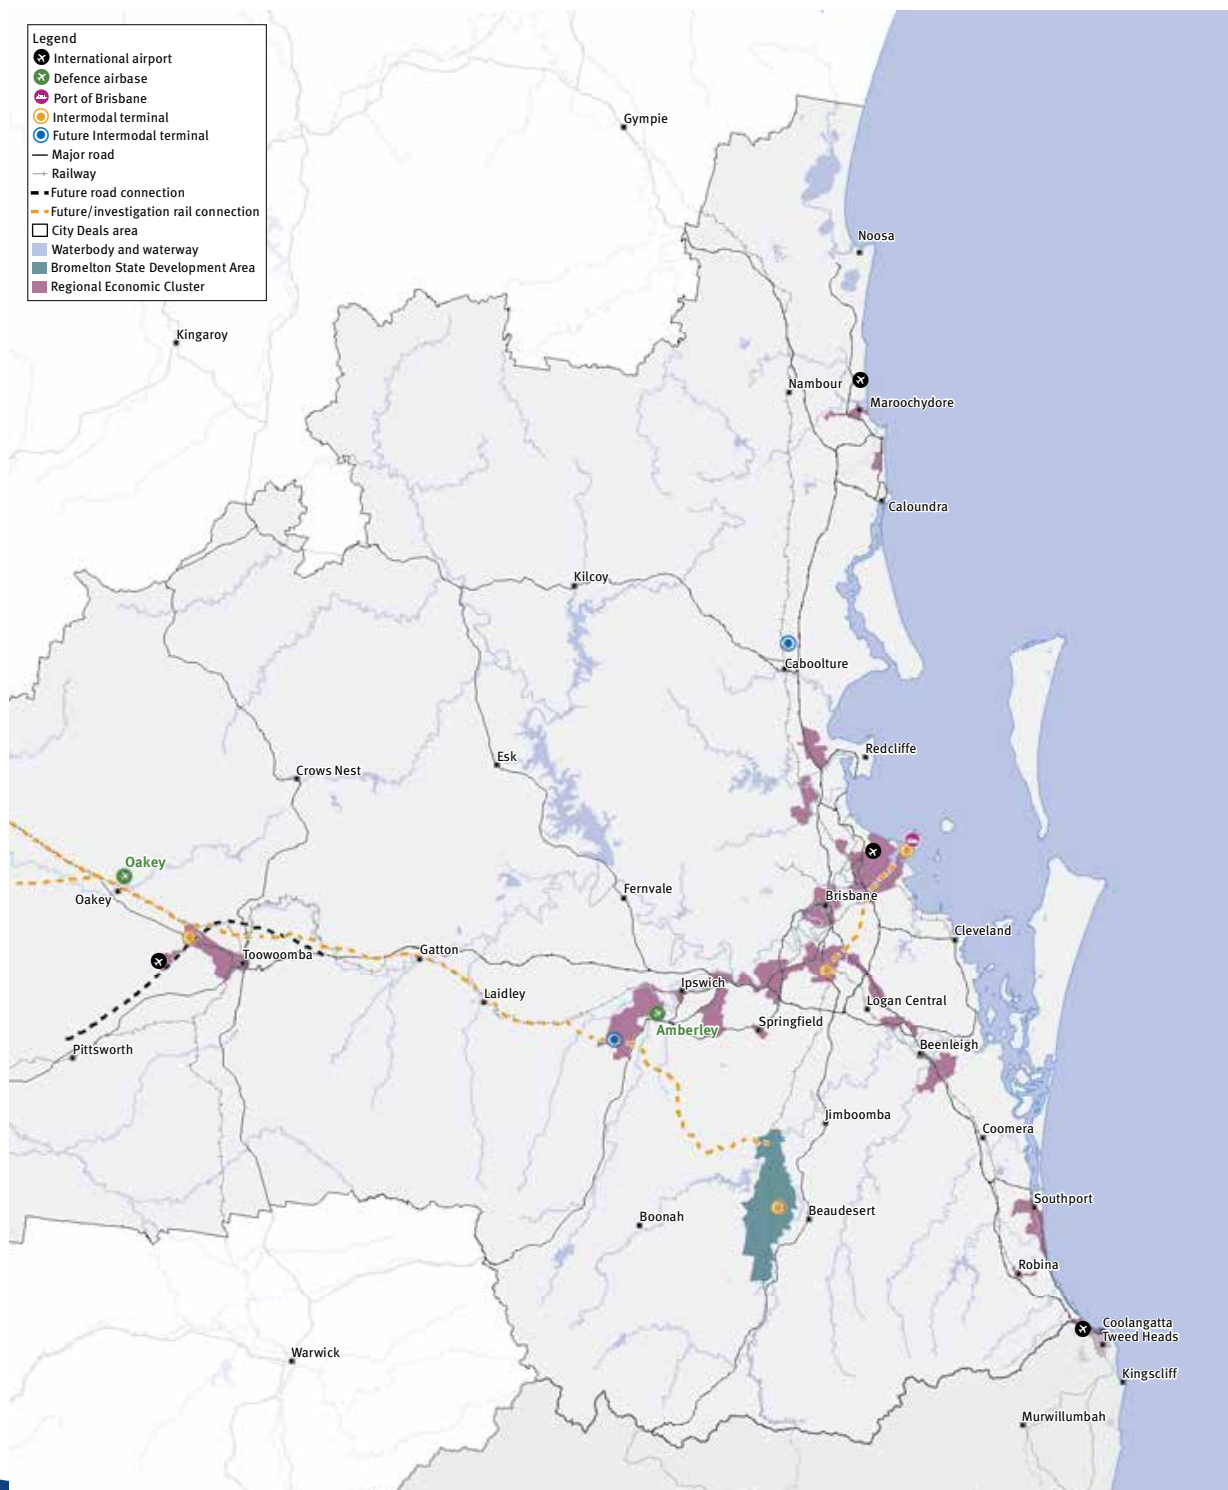 Legend
International airport
Defence airbase
Port of Brisbane
Intermodal terminal
Future Intermodal terminal
Major road
Railway
Future road connection
Future/investigation rail connection
City Deals area
Waterbody and waterway
Bromelton State Development Area
Regional Economic Cluster
Gympie
Noosa
Kingaroy
Nambour
Maroochydore
Caloundra
Kilcoy
Caboolture
Redcliffe
Esk
Crows Nest
Oakey
Oakey
Fernvale
Brisbane
Cleveland
Toowoomba
Gatton
Ipswich
Laidley
Logan Central
Springfield
Amberley
Beenleigh
Pittsworth
Jimboomba
Coomera
Southport
Boonah
Beaudesert
Robina
Coolangatta
Tweed Heads
Warwick
Kingscliff
Murwillumbah